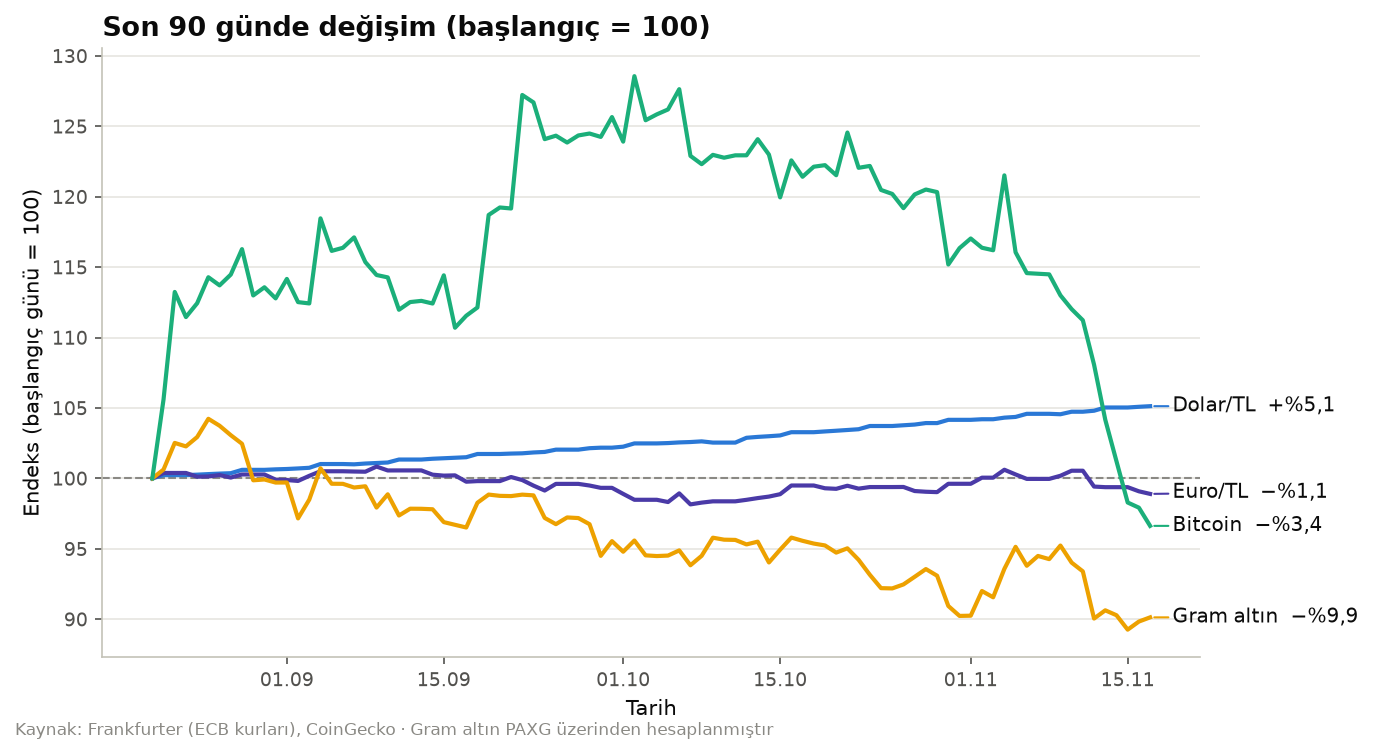 Son 90 günde değişim (başlangıç = 100)
Endeks (başlangıç günü = 100)
130
125
120
115
110
105
100
95
90
Dolar/TL +%5,1
Euro/TL −%1,1
Bitcoin −%3,4
Gram altın −%9,9
01.09
15.09
01.10
15.10
01.11
15.11
Tarih
Kaynak: Frankfurter (ECB kurları), CoinGecko · Gram altın PAXG üzerinden hesaplanmıştır